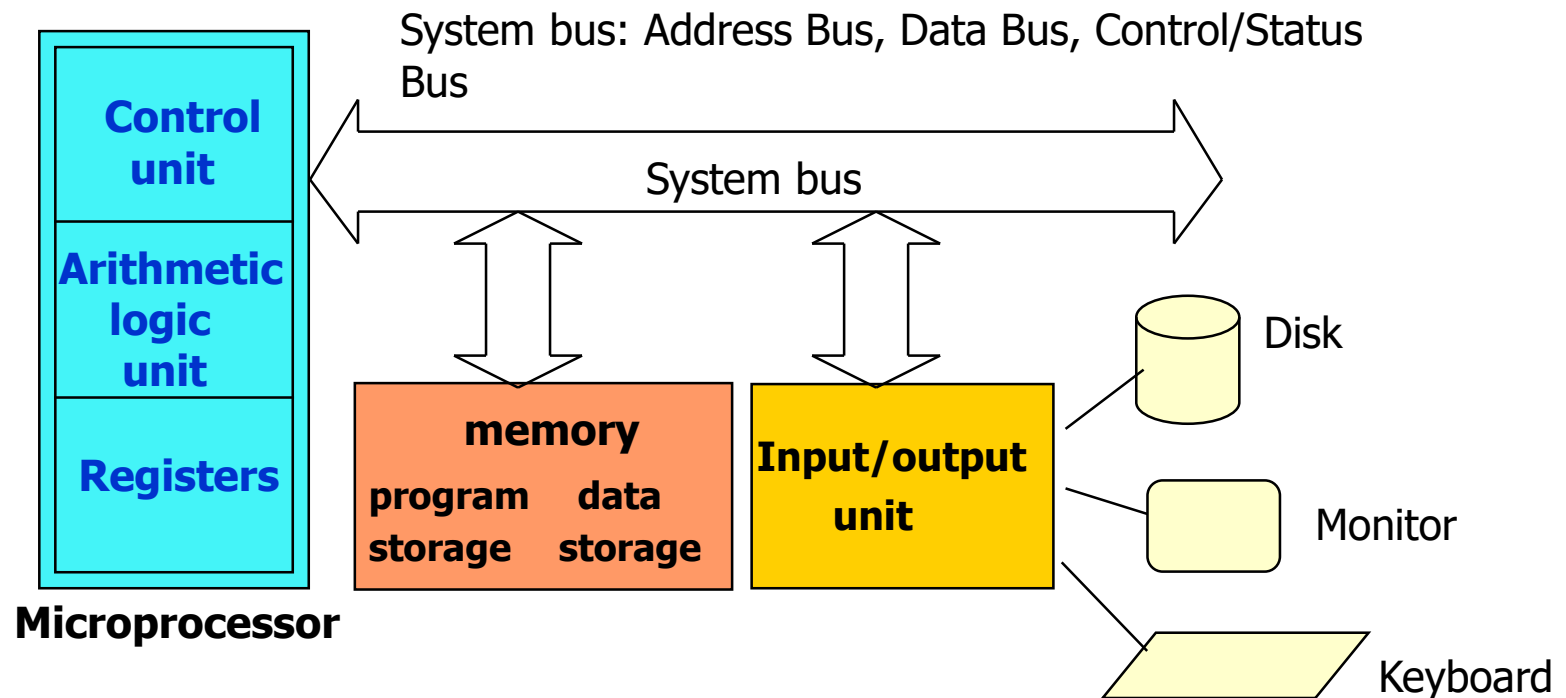 System bus: Address Bus, Data Bus, Control/Status
Bus
Control
unit
Arithmetic
logic
unit
Registers
Microprocessor
System bus
memory
program data
storage storage
Input/output
unit
Disk
Monitor
Keyboard